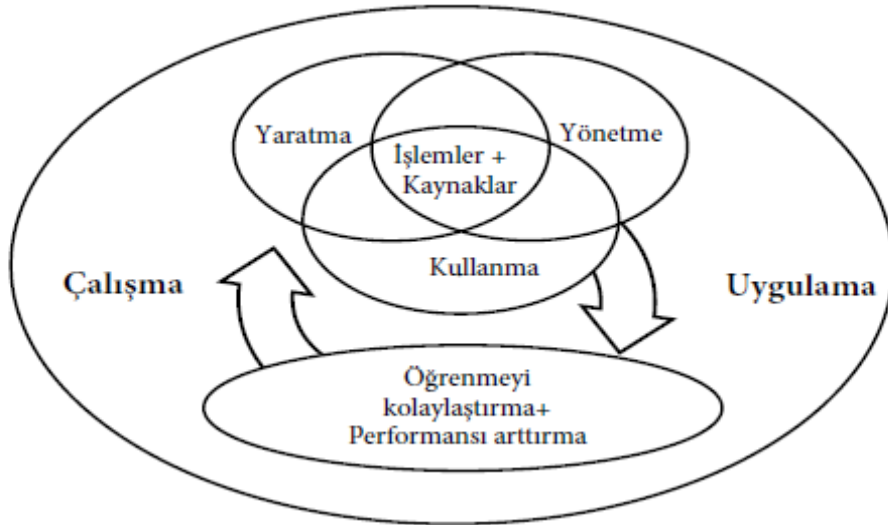 Yaratma
Yönetme
İşlemler +
Kaynaklar
Kullanma
Çalışma
Uygulama
Öğrenmeyi
kolaylaştırma+
Performansı arttırma